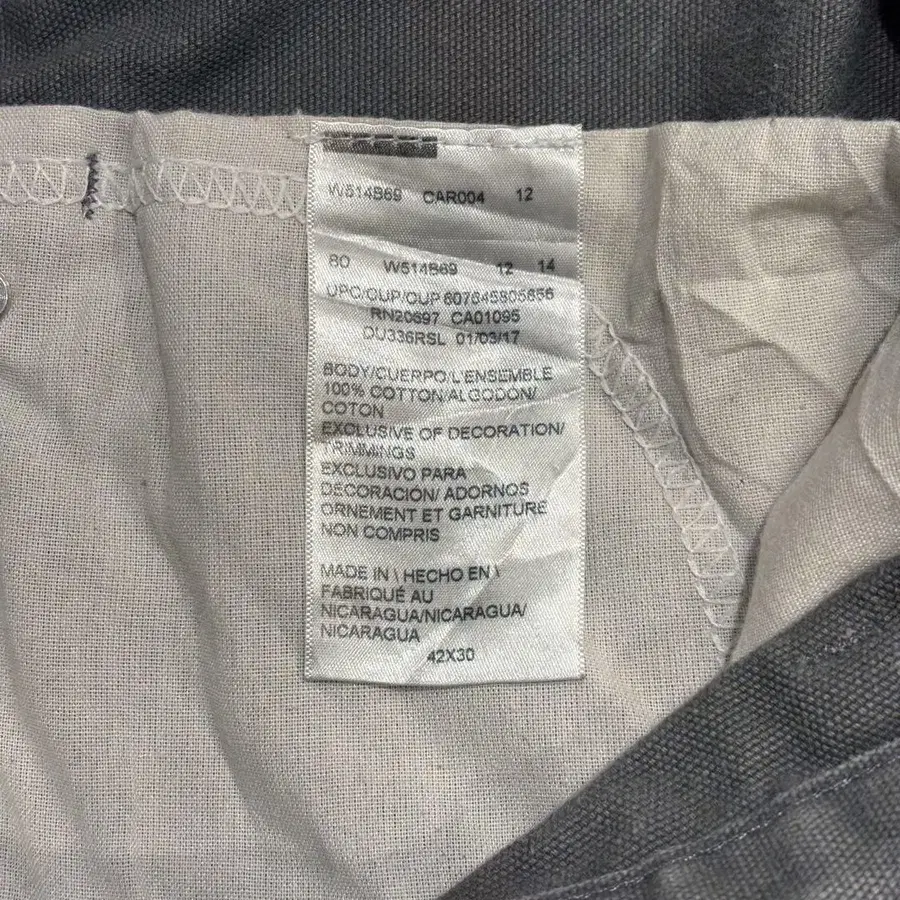 W514B69 CAR004 12
80 W514B69 12 14
UPC/CUP/CUP 607645805656
RN20697 CA01095
DU336RSL 01/03/17
BODY/CUERPO/L'ENSEMBLE
100% COTTON/ALGODON/
COTON
EXCLUSIVE OF DECORATION/
TRIMMINGS
EXCLUSIVO PARA
DECORACION/ ADORNOS
ORNEMENT ET GARNITURE
NON COMPRIS
MADE IN \ HECHO EN \
FABRIQUÉ AU
NICARAGUA/NICARAGUA/
NICARAGUA
42X30